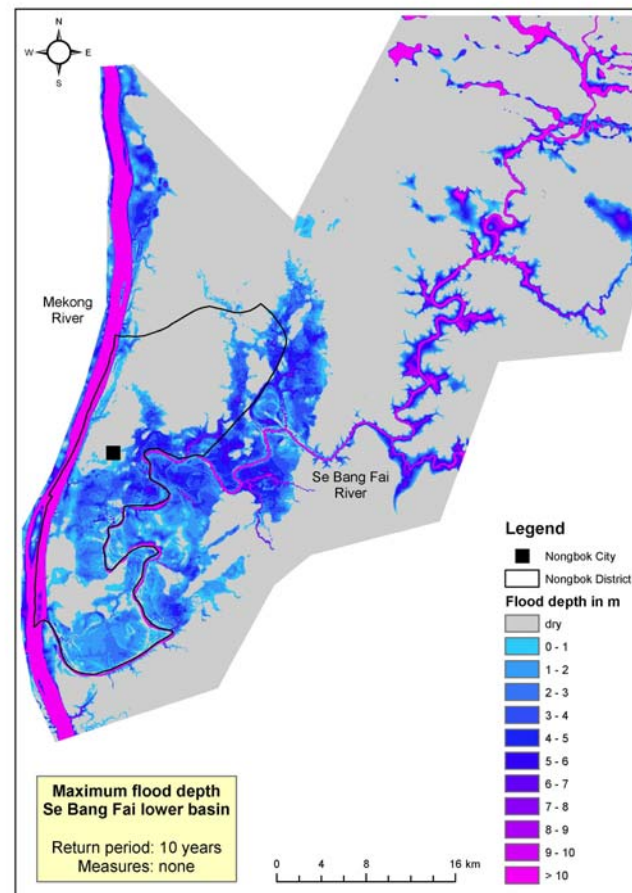 N
W E
S
Mekong
River
Se Bang Fai
River
Legend
Nongbok City
Nongbok District
Flood depth in m
dry
0 - 1
1 - 2
2 - 3
3 - 4
4 - 5
5 - 6
6 - 7
7 - 8
8 - 9
9 - 10
> 10
Maximum flood depth
Se Bang Fai lower basin
Return period: 10 years
Measures: none
0 4 8 16 km